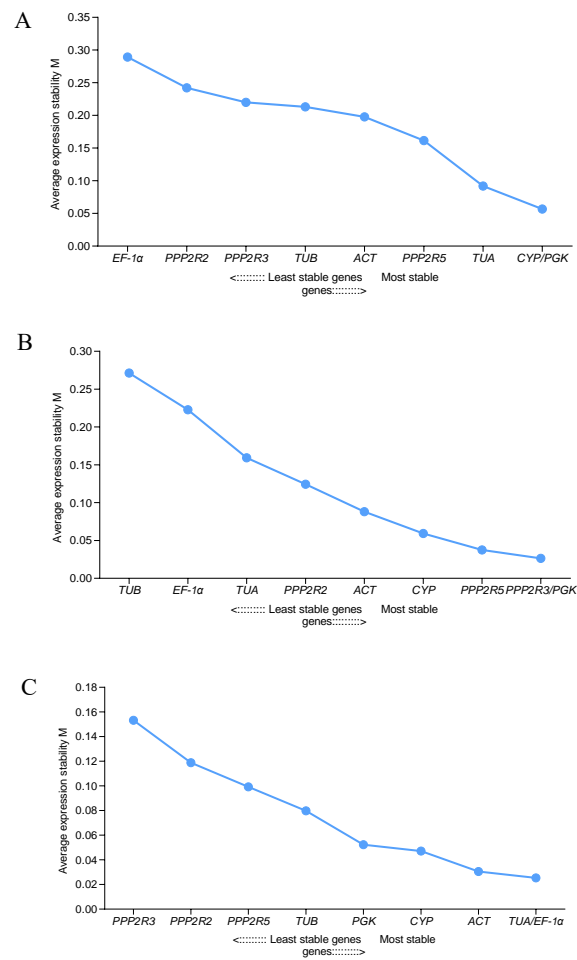 A
Average expression stability M
0.35
0.30
0.25
0.20
0.15
0.10
0.05
0.00
EF-1α PPP2R2 PPP2R3 TUB ACT PPP2R5 TUA CYP/PGK
<::::::::: Least stable genes Most stable
genes:::::::::>
B
Average expression stability M
0.30
0.25
0.20
0.15
0.10
0.05
0.00
TUB EF-1α TUA PPP2R2 ACT CYP PPP2R5 PPP2R3/PGK
<::::::::: Least stable genes Most stable
genes:::::::::>
C
Average expression stability M
0.18
0.16
0.14
0.12
0.10
0.08
0.06
0.04
0.02
0.00
PPP2R3 PPP2R2 PPP2R5 TUB PGK CYP ACT TUA/EF-1α
<::::::::: Least stable genes Most stable
genes:::::::::>